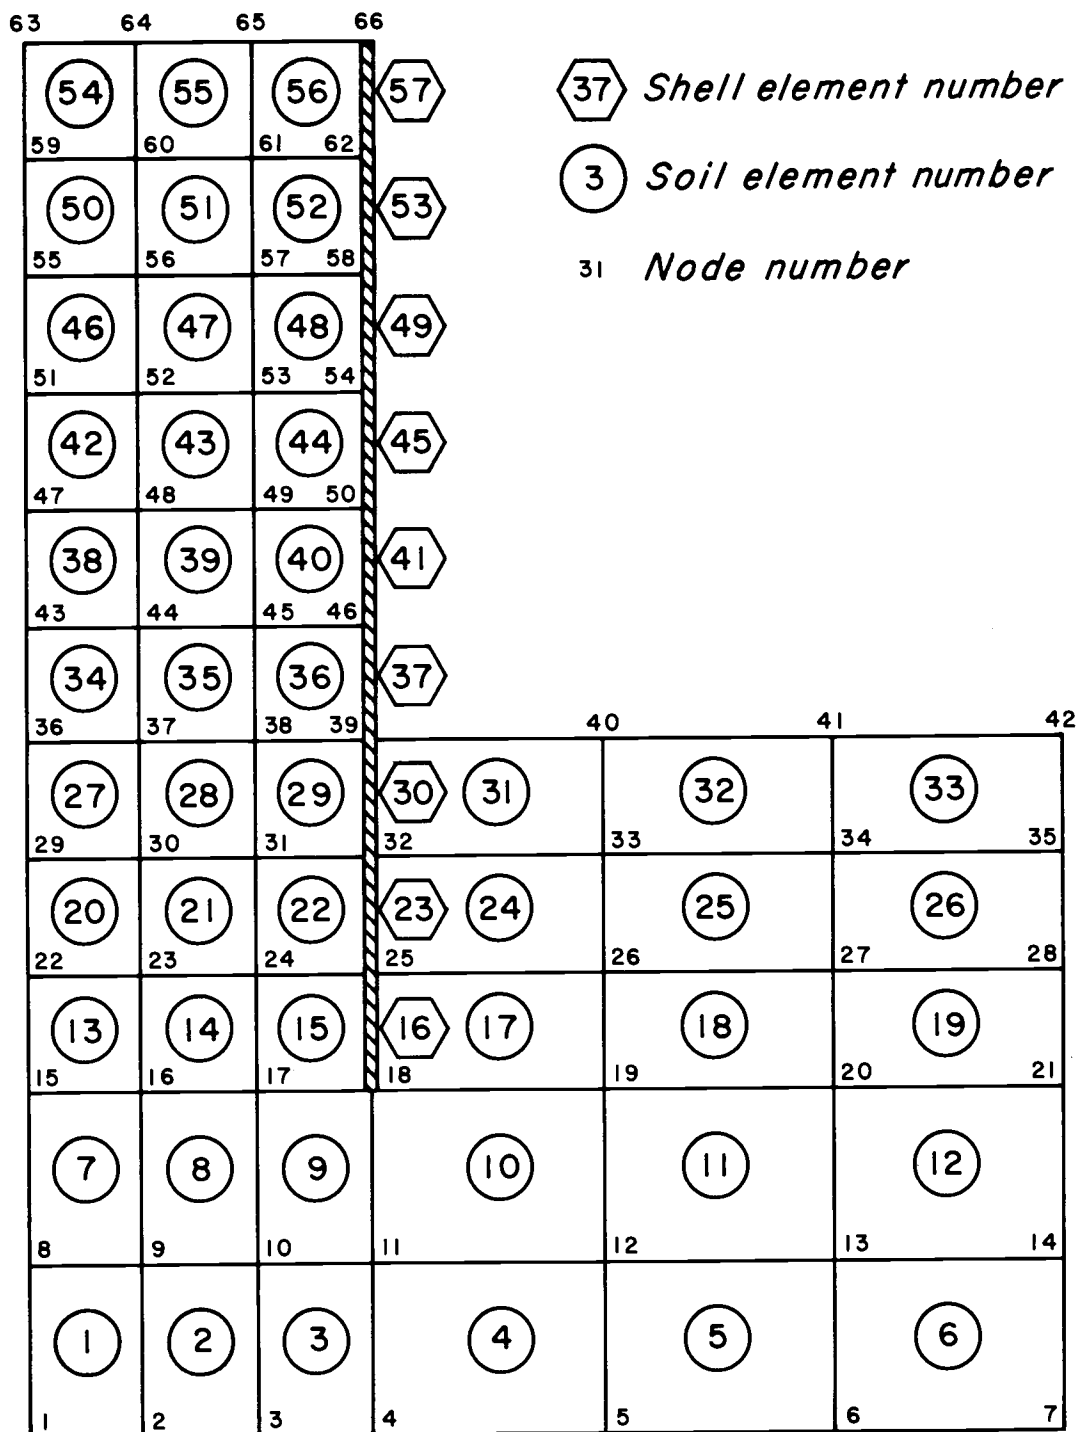 63 64 65 66
54 55 56 57
37 Shell element number
59 60 61 62
3 Soil element number
50 51 52 53
55 56 57 58
31 Node number
46 47 48 49
51 52 53 54
42 43 44 45
47 48 49 50
38 39 40 41
43 44 45 46
34 35 36 37
36 37 38 39 40 41 42
27 28 29 30 31 32 33
29 30 31 32 33 34 35
20 21 22 23 24 25 26
22 23 24 25 26 27 28
13 14 15 16 17 18 19
15 16 17 18 19 20 21
7 8 9 10 11 12
8 9 10 11 12 13 14
1 2 3 4 5 6
1 2 3 4 5 6 7